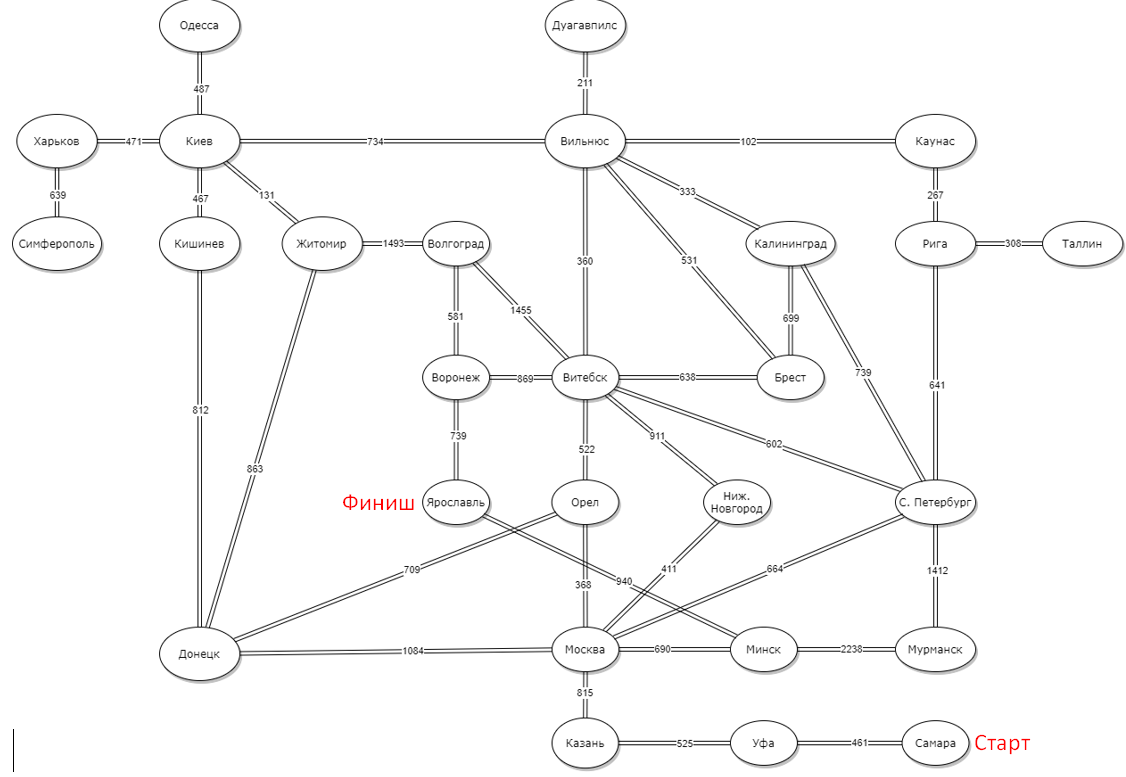 Одесса
Дуагавпилс
487
211
Харьков
471
Киев
734
Вильнюс
102
Каунас
639
467
131
333
267
Симферополь
Кишинев
Житомир
1493
Волгоград
360
531
Калининград
Рига
308
Таллин
581
1455
699
Воронеж
869
Витебск
638
Брест
739
641
812
739
522
911
602
863
Финиш
Ярославль
Орел
Ниж.
Новгород
С. Петербург
709
940
368
411
664
1412
Донецк
1084
Москва
690
Минск
2238
Мурманск
815
Казань
525
Уфа
461
Самара
Старт